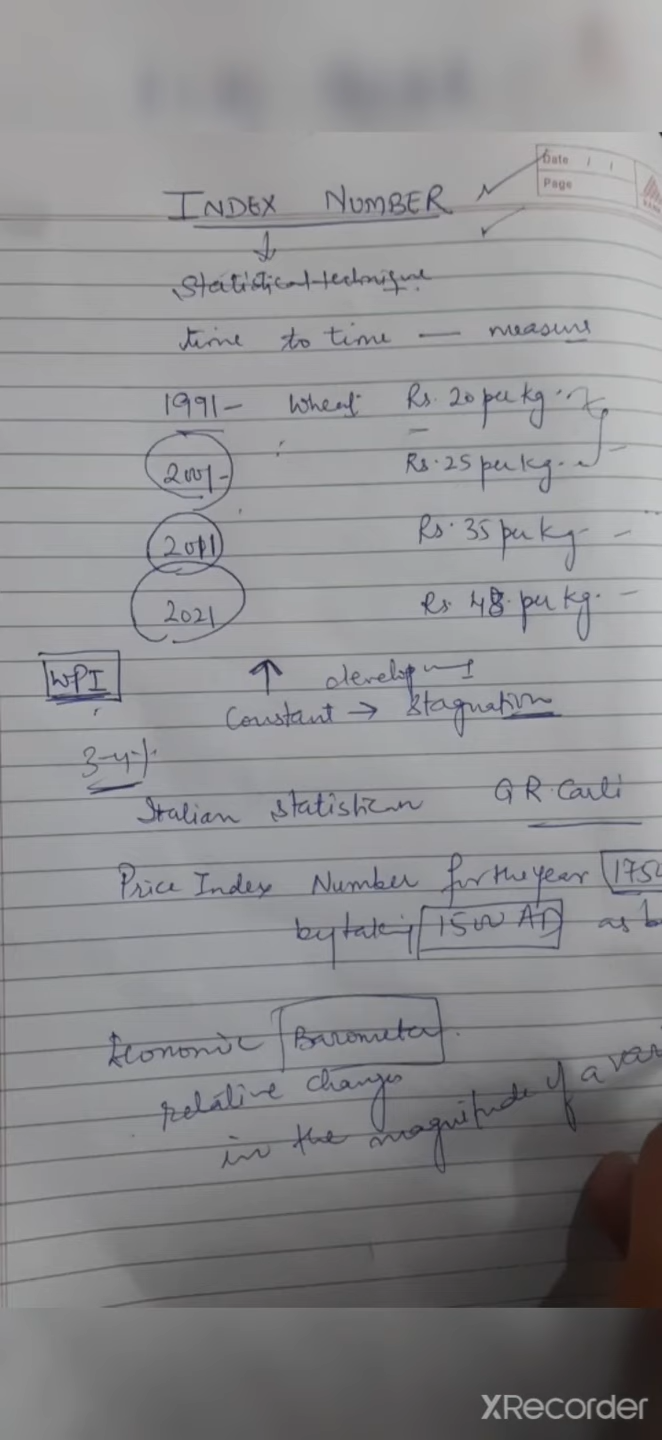 Date / /
Page
INDEX NUMBER
Statistical technique
time to time — measure
1991 - Wheat Rs. 20 per kg.
2001 - Rs. 25 per kg. -
2011 Rs. 35 per kg -
2021 Rs. 48 per kg. -
WPI ↑ development
Constant → Stagnation
3-4%
Italian statistician G R. Carli
Price Index Number for the year 175
by taking 1500 AD as b
Economic Barometer.
relative changes
in the magnitude of a var
XRecorder